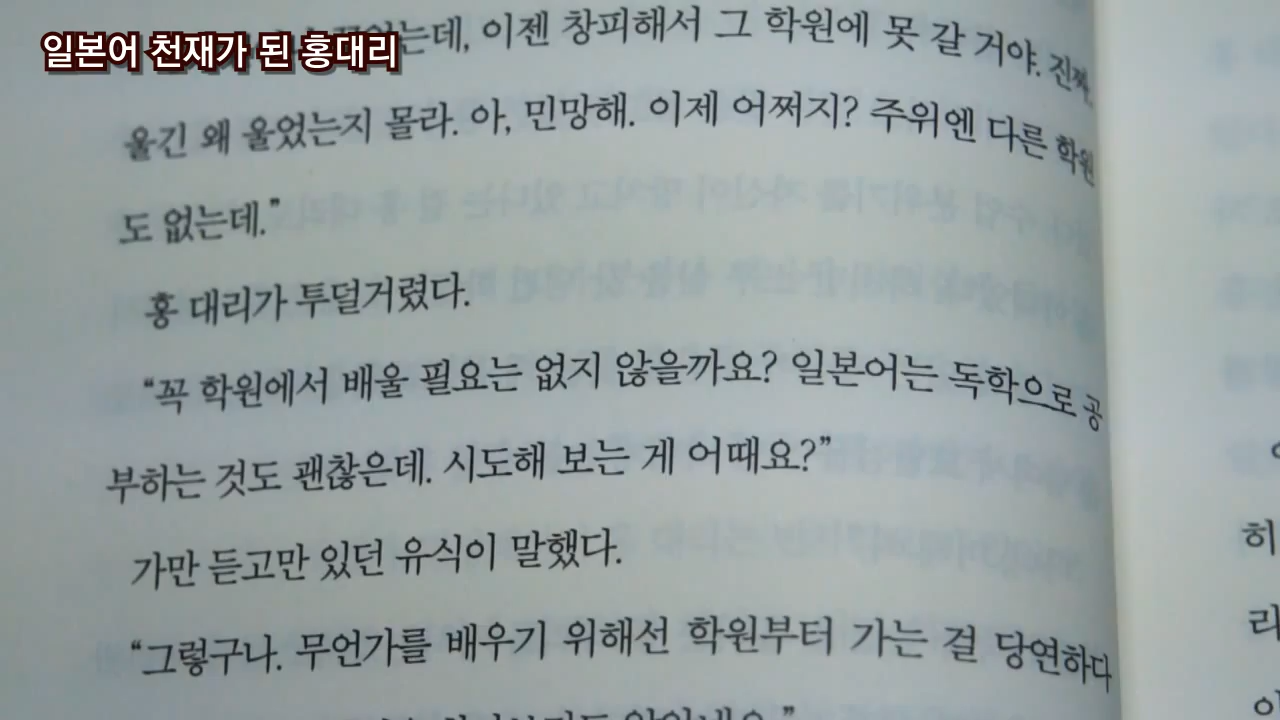 일본어 천재가 된 홍대리
는데, 이젠 창피해서 그 학원에 못 갈 거야. 진짜,
울긴 왜 울었는지 몰라. 아, 민망해. 이제 어쩌지? 주위엔 다른 학원
도 없는데.”
홍 대리가 투덜거렸다.
“꼭 학원에서 배울 필요는 없지 않을까요? 일본어는 독학으로 공
부하는 것도 괜찮은데. 시도해 보는 게 어때요?”
가만 듣고만 있던 유식이 말했다.
“그렇구나. 무언가를 배우기 위해선 학원부터 가는 걸 당연하다
히
리